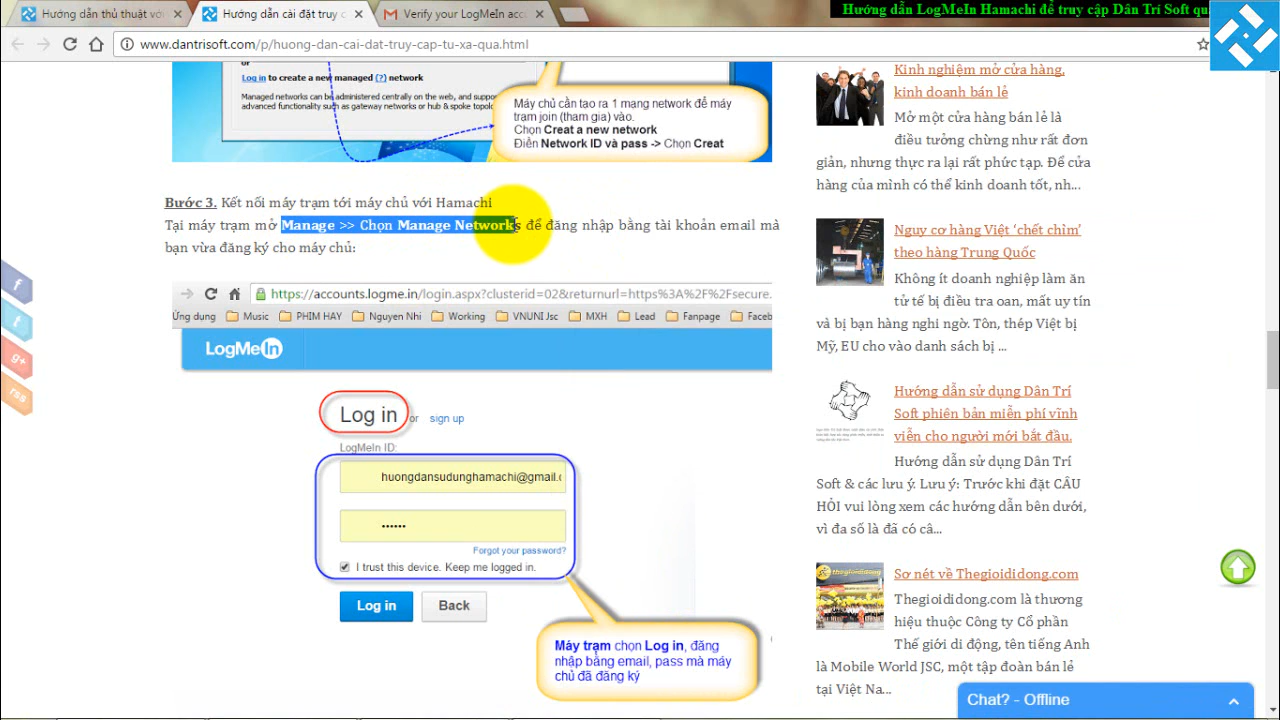 Hướng dẫn LogMeIn Hamachi để truy cập Dân Trí Soft qu
Hướng dẫn thủ thuật với
Hướng dẫn cài đặt truy c
Verify your LogMeIn acc
www.dantrisoft.com/p/huong-dan-cai-dat-truy-cap-tu-xa-qua.html
or
Log in to create a new managed (?) network
Managed networks can be administered centrally on the web, and suppo
advanced functionality such as gateway networks or hub & spoke topolo
Máy chủ cần tạo ra 1 mạng network để máy
trạm join (tham gia) vào.
Chọn Creat a new network
Điền Network ID và pass -> Chọn Creat
Bước 3. Kết nối máy trạm tới máy chủ với Hamachi
Tại máy trạm mở Manage >> Chọn Manage Networks để đăng nhập bằng tài khoản email mà
bạn vừa đăng ký cho máy chủ:
https://accounts.logme.in/login.aspx?clusterid=02&returnurl=https%3A%2F%2Fsecure.
Ứng dụng Music PHIM HAY Nguyen Nhi Working VNUNI Jsc MXH Lead Fanpage Faceb
LogMeIn
Log in or sign up
LogMeIn ID:
huongdansudunghamachi@gmail.c
••••••
Forgot your password?
I trust this device. Keep me logged in.
Log in Back
Máy trạm chọn Log in, đăng
nhập bằng email, pass mà máy
chủ đã đăng ký
Kinh nghiệm mở cửa hàng,
kinh doanh bán lẻ
Mở một cửa hàng bán lẻ là
điều tưởng chừng như rất đơn
giản, nhưng thực ra lại rất phức tạp. Để cửa
hàng của mình có thể kinh doanh tốt, nh...
Nguy cơ hàng Việt ‘chết chìm’
theo hàng Trung Quốc
Không ít doanh nghiệp làm ăn
tử tế bị điều tra oan, mất uy tín
và bị bạn hàng nghi ngờ. Tôn, thép Việt bị
Mỹ, EU cho vào danh sách bị ...
Hướng dẫn sử dụng Dân Trí
Soft phiên bản miễn phí vĩnh
viễn cho người mới bắt đầu.
Hướng dẫn sử dụng Dân Trí
Soft & các lưu ý. Lưu ý: Trước khi đặt CÂU
HỎI vui lòng xem các hướng dẫn bên dưới,
vì đa số là đã có câ...
Sơ nét về Thegioididong.com
Thegioididong.com là thương
hiệu thuộc Công ty Cổ phần
Thế giới di động, tên tiếng Anh
là Mobile World JSC, một tập đoàn bán lẻ
tại Việt Na...
f
f
g+
rss
Chat? - Offline